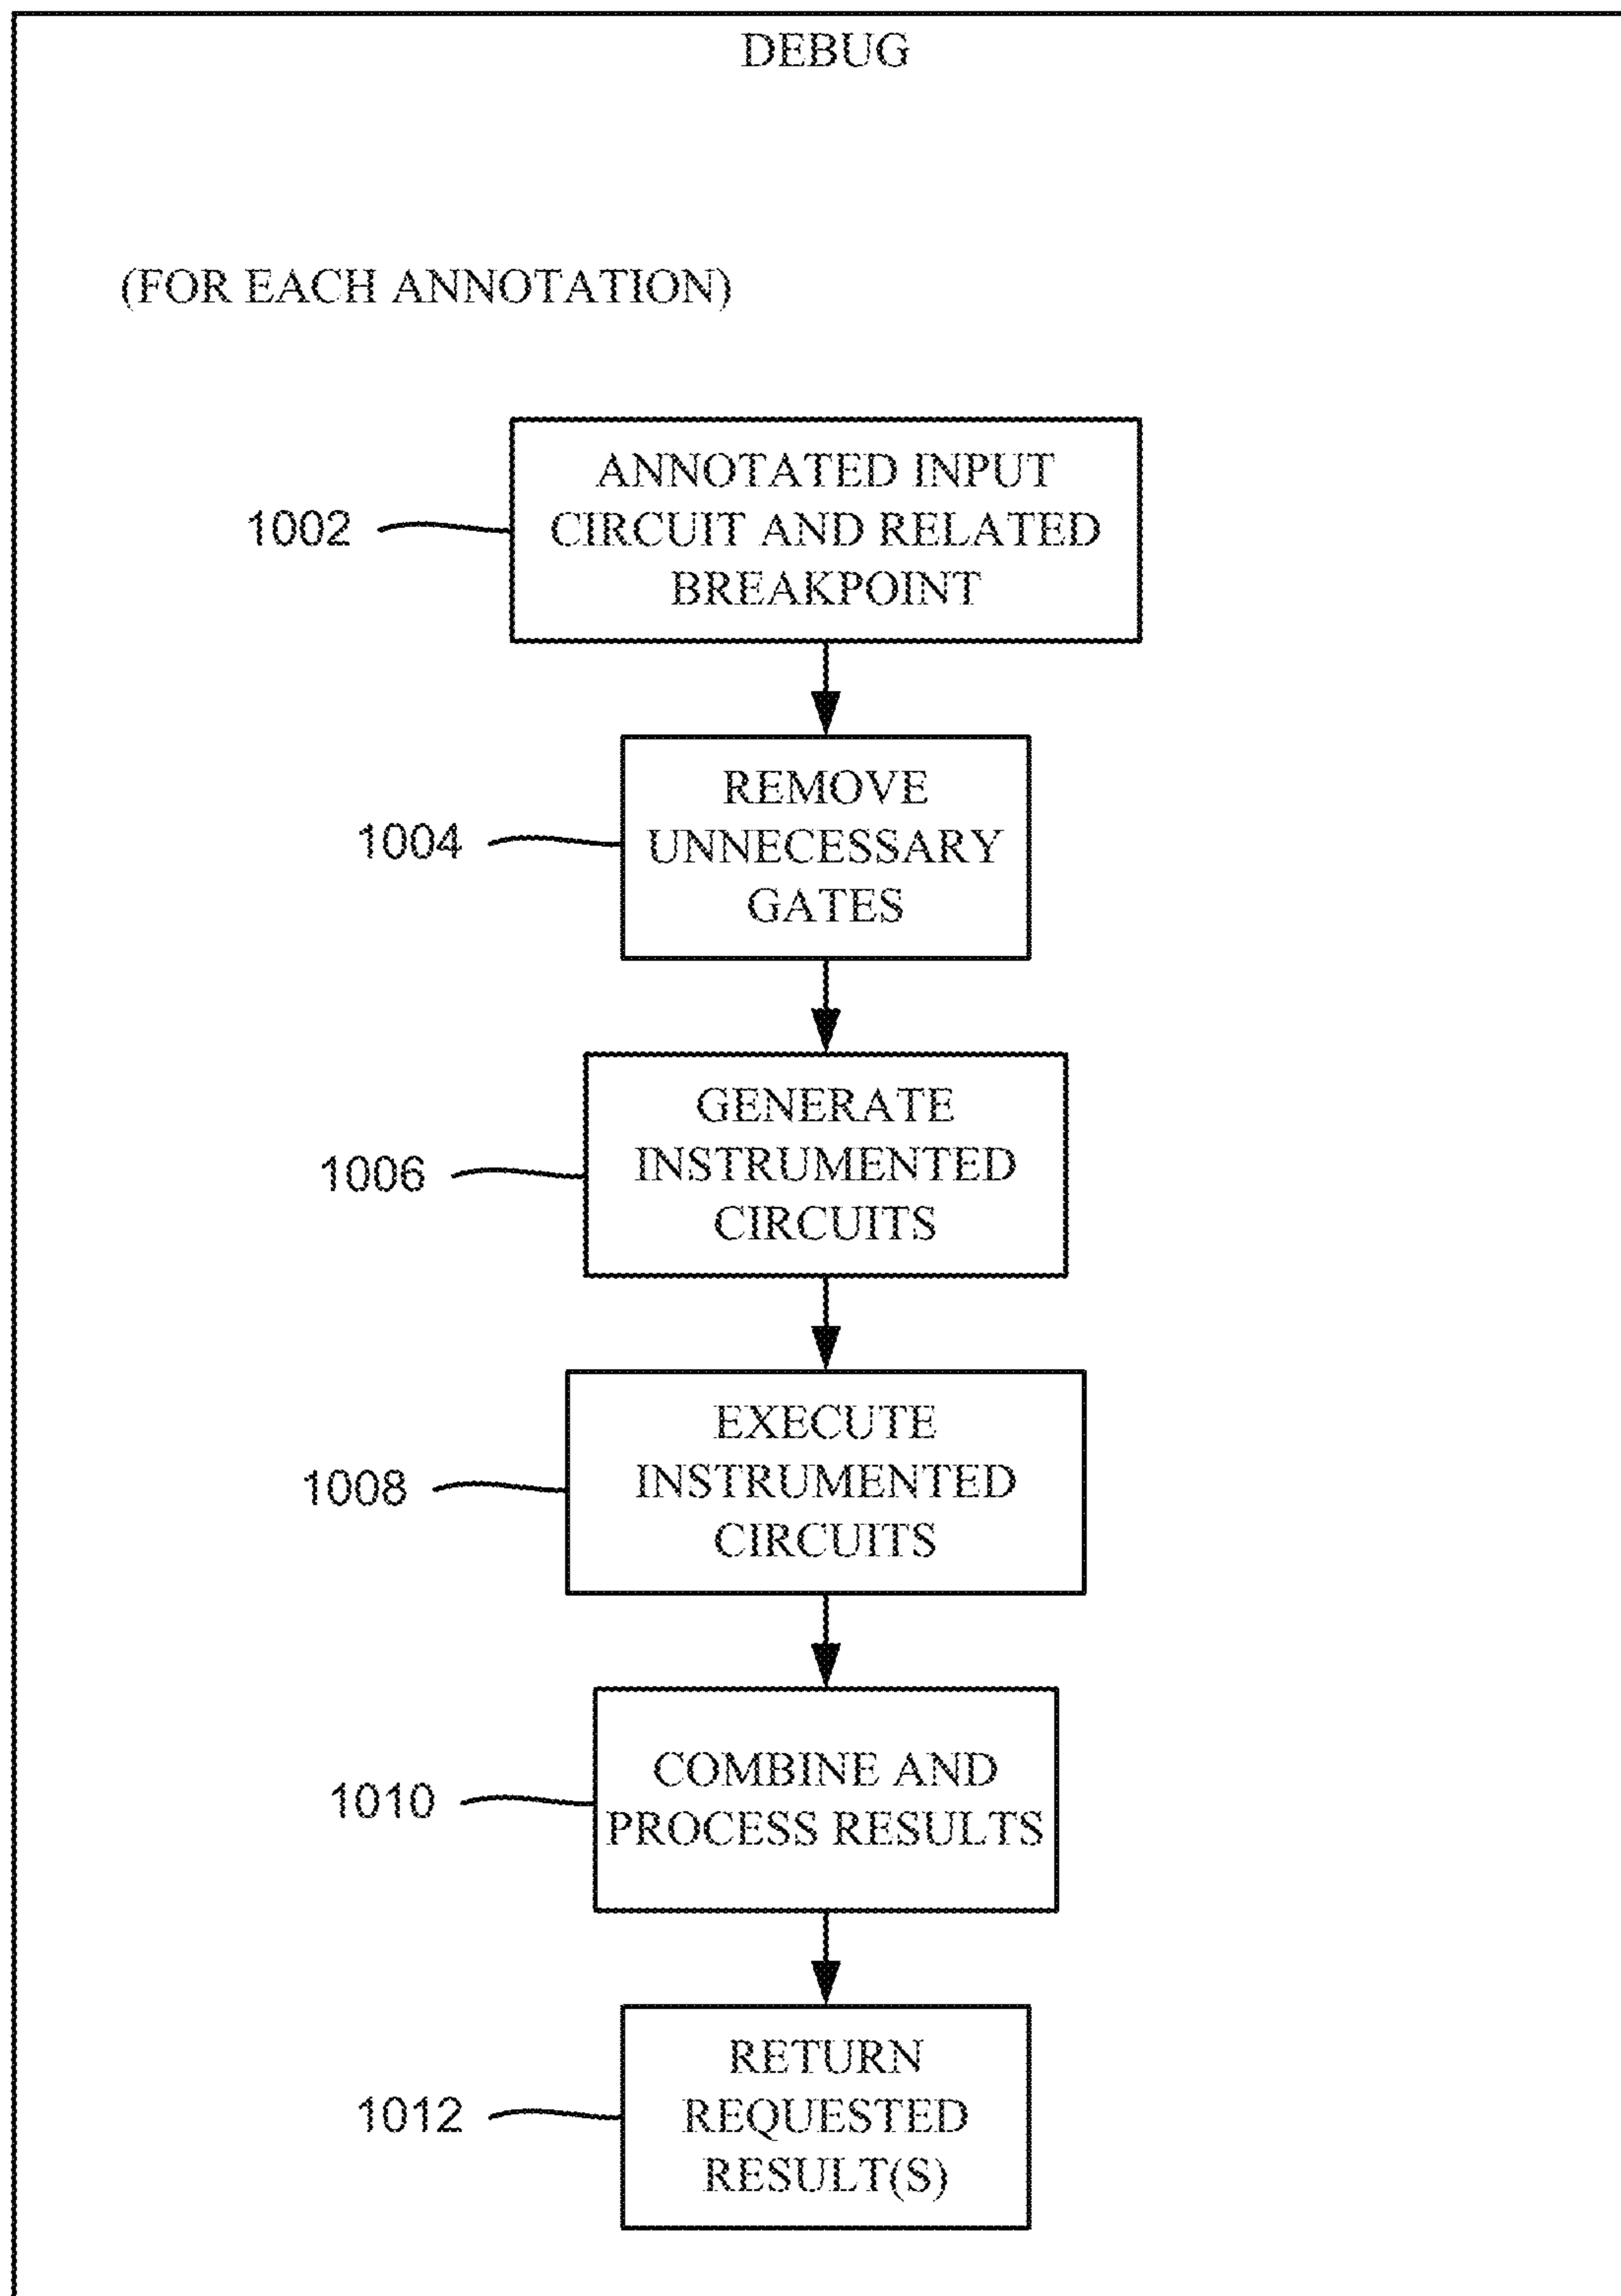 DEBUG
(FOR EACH ANNOTATION)
1002
ANNOTATED INPUT
CIRCUIT AND RELATED
BREAKPOINT
1004
REMOVE
UNNECESSARY
GATES
1006
GENERATE
INSTRUMENTED
CIRCUITS
1008
EXECUTE
INSTRUMENTED
CIRCUITS
1010
COMBINE AND
PROCESS RESULTS
1012
RETURN
REQUESTED
RESULT(S)